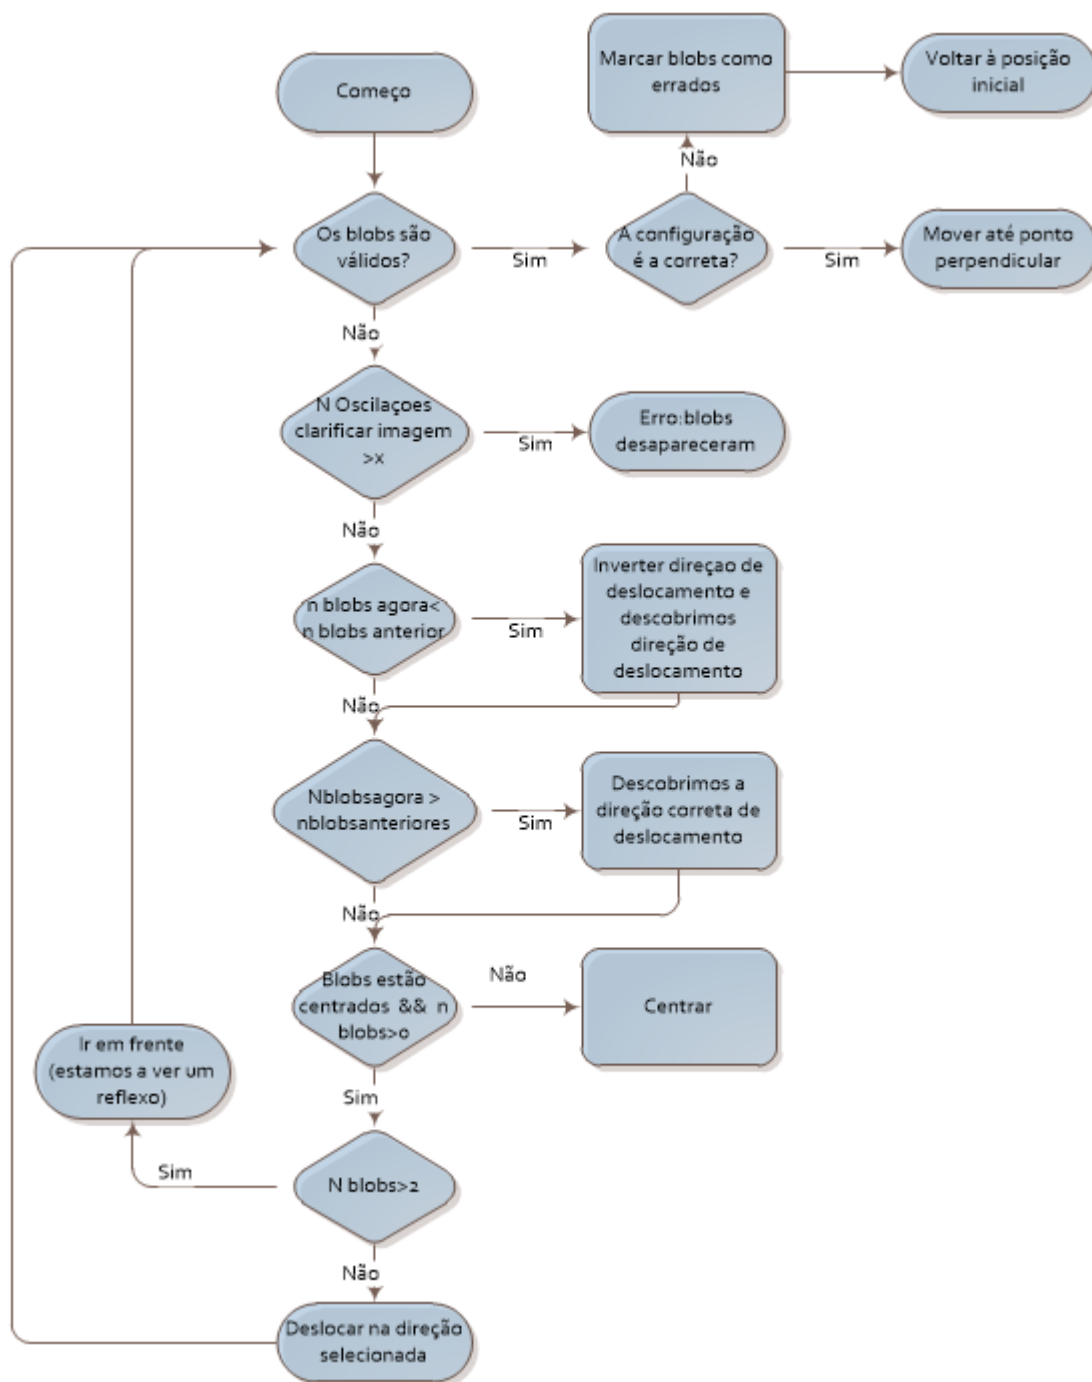 Começo
Marcar blobs como
errados
Voltar à posição
inicial
Não
Os blobs são
válidos?
Sim
A configuração
é a correta?
Sim
Mover até ponto
perpendicular
Não
N Oscilaçoes
clarificar imagem
>x
Sim
Erro:blobs
desapareceram
Não
n blobs agora<
n blobs anterior
Sim
Inverter direçao de
deslocamento e
descobrimos
direção de
deslocamento
Não
Nblobsagora >
nblobsanteriores
Sim
Descobrimos a
direção correta de
deslocamento
Não
Blobs estão
centrados && n
blobs>0
Não
Centrar
Ir em frente
(estamos a ver um
reflexo)
Sim
Sim
N blobs>2
Não
Deslocar na direção
selecionada